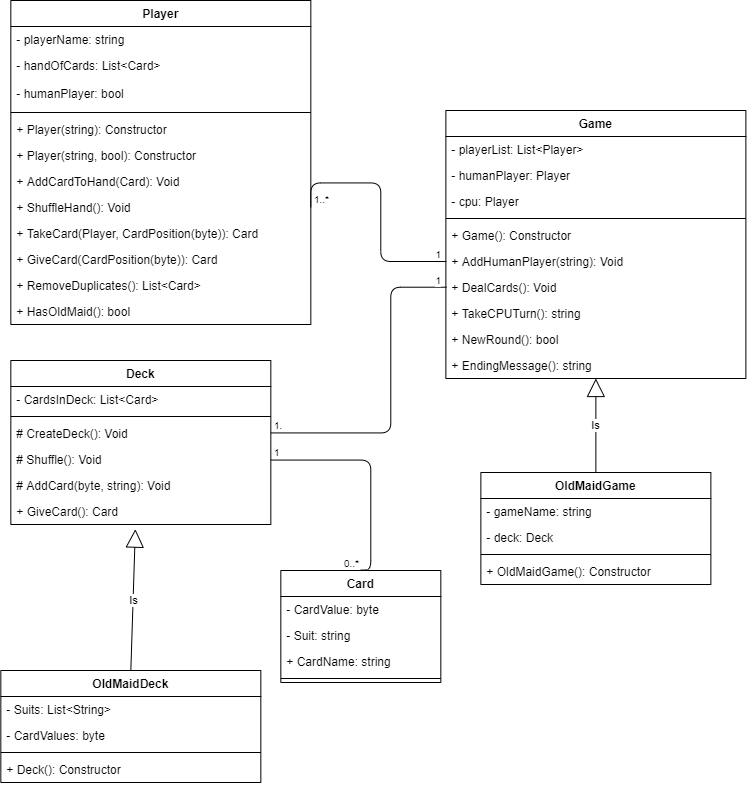 Player
- playerName: string
- handOfCards: List<Card>
- humanPlayer: bool
+ Player(string): Constructor
+ Player(string, bool): Constructor
+ AddCardToHand(Card): Void
+ ShuffleHand(): Void
+ TakeCard(Player, CardPosition(byte)): Card
+ GiveCard(CardPosition(byte)): Card
+ RemoveDuplicates(): List<Card>
+ HasOldMaid(): bool
1..*
Game
- playerList: List<Player>
- humanPlayer: Player
- cpu: Player
+ Game(): Constructor
+ AddHumanPlayer(string): Void
+ DealCards(): Void
+ TakeCPUTurn(): string
+ NewRound(): bool
+ EndingMessage(): string
1
1
Deck
- CardsInDeck: List<Card>
# CreateDeck(): Void
# Shuffle(): Void
# AddCard(byte, string): Void
+ GiveCard(): Card
1.
1
Is
OldMaidGame
- gameName: string
- deck: Deck
+ OldMaidGame(): Constructor
0..*
Card
- CardValue: byte
- Suit: string
+ CardName: string
Is
OldMaidDeck
- Suits: List<String>
- CardValues: byte
+ Deck(): Constructor